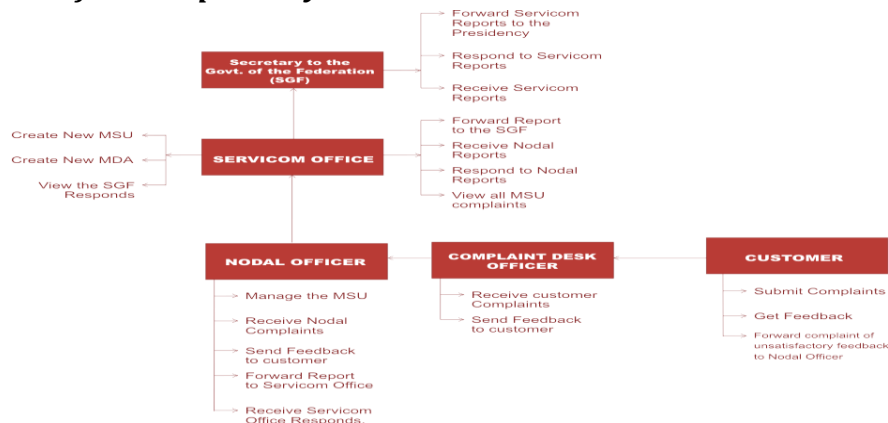 Forward Servicom
Reports to the
Presidency
Secretary to the
Govt. of the Federation
(SGF)
Respond to Servicom
Reports
Receive Servicom
Reports
Create New MSU
Create New MDA
View the SGF
Responds
SERVICOM OFFICE
Forward Report
to the SGF
Receive Nodal
Reports
Respond to Nodal
Reports
View all MSU
complaints
NODAL OFFICER
COMPLAINT DESK
OFFICER
CUSTOMER
Manage the MSU
Receive Nodal
Complaints
Send Feedback
to customer
Forward Report
to Servicom Office
Receive Servicom
Office Responds.
Receive customer
Complaints
Send Feedback
to customer
Submit Complaints
Get Feedback
Forward complaint of
unsatisfactory feedback
to Nodal Officer